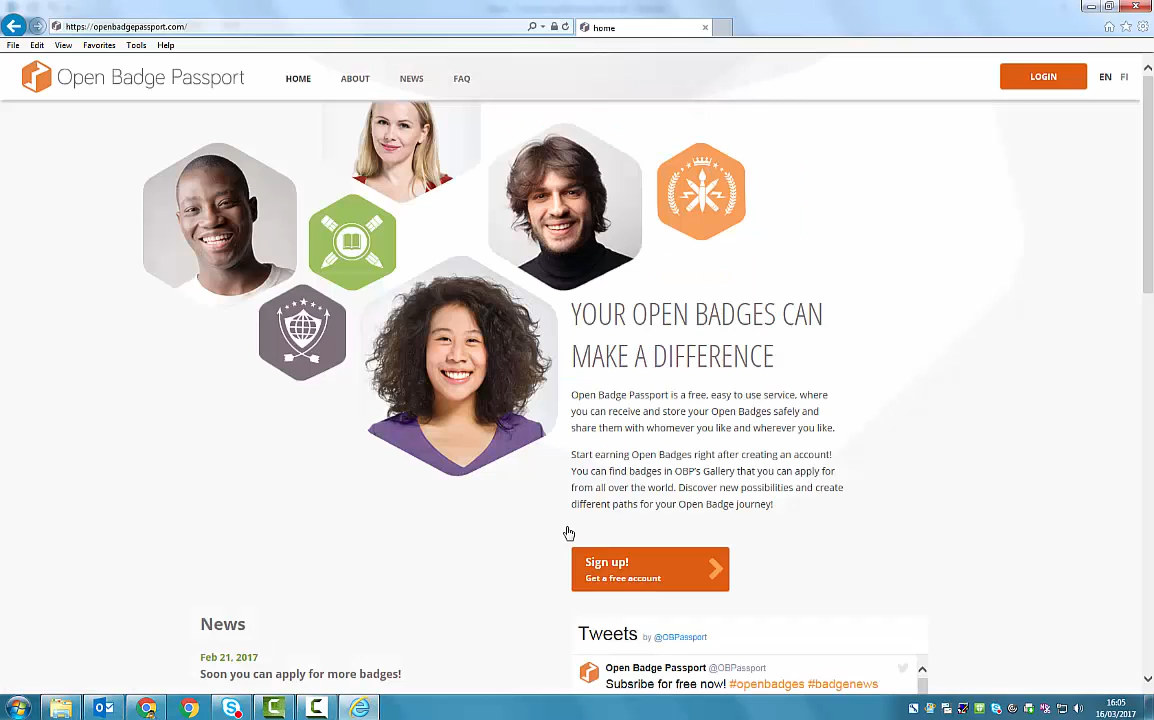 https://openbadgepassport.com/
home
File Edit View Favorites Tools Help
Open Badge Passport
HOME ABOUT NEWS FAQ
LOGIN
EN FI
YOUR OPEN BADGES CAN
MAKE A DIFFERENCE
Open Badge Passport is a free, easy to use service, where
you can receive and store your Open Badges safely and
share them with whomever you like and wherever you like.
Start earning Open Badges right after creating an account!
You can find badges in OBP's Gallery that you can apply for
from all over the world. Discover new possibilities and create
different paths for your Open Badge journey!
Sign up!
Get a free account
News
Feb 21, 2017
Soon you can apply for more badges!
Tweets by @OBPassport
Open Badge Passport @OBPassport
Subsribe for free now! #openbadges #badgenews
16:05
16/03/2017